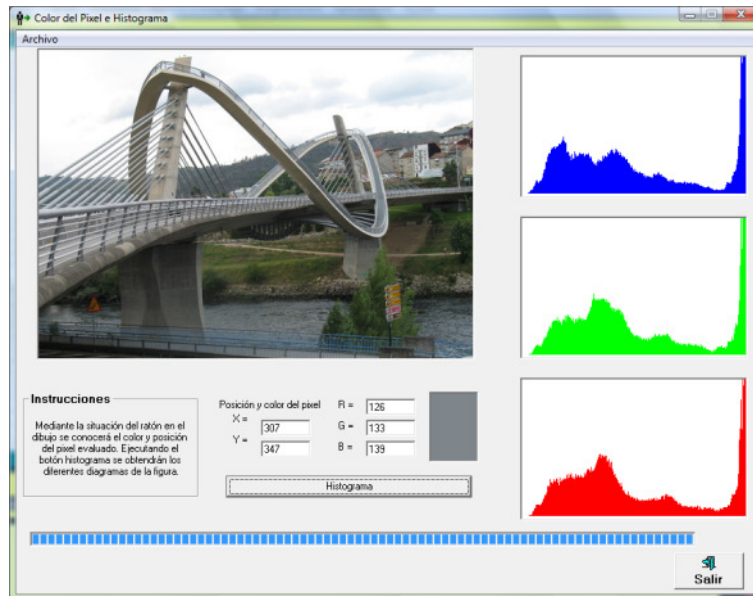 Color del Pixel e Histograma
Archivo
Instrucciones
Mediante la situación del ratón en el
dibujo se conocerá el color y posición
del pixel evaluado. Ejecutando el
botón histograma se obtendrán los
diferentes diagramas de la figura.
Posición y color del pixel
X = 307
Y = 347
R = 126
G = 133
B = 139
Histograma
Salir